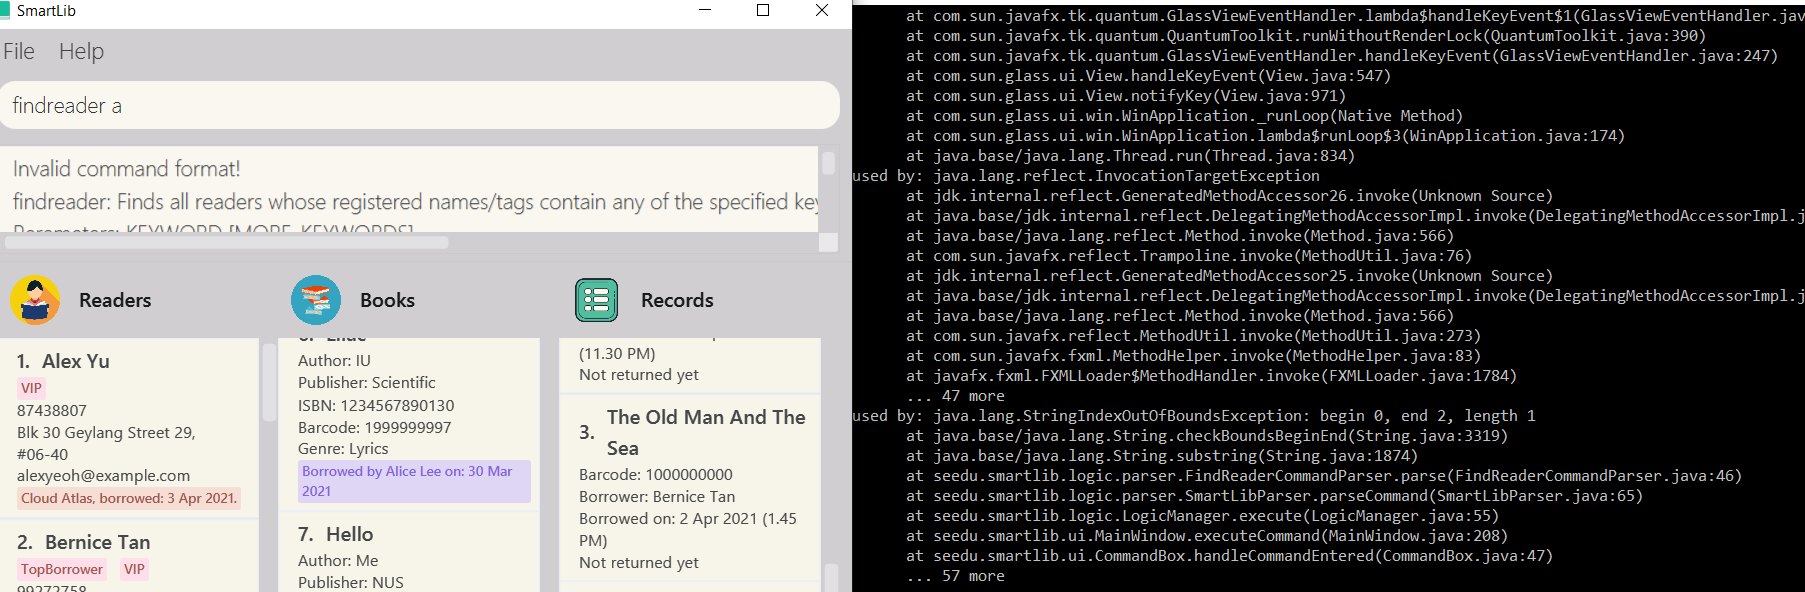 SmartLib
File Help
findreader a
Invalid command format!
findreader: Finds all readers whose registered names/tags contain any of the specified key
Parameters: KEYWORD [MORE_KEYWORDS]
Readers
1. Alex Yu
VIP
87438807
Blk 30 Geylang Street 29,
#06-40
alexyeoh@example.com
Cloud Atlas, borrowed: 3 Apr 2021.
2. Bernice Tan
TopBorrower VIP
99272758
Books
Author: IU
Publisher: Scientific
ISBN: 1234567890130
Barcode: 1999999997
Genre: Lyrics
Borrowed by Alice Lee on: 30 Mar
2021
7. Hello
Author: Me
Publisher: NUS
Records
(11.30 PM)
Not returned yet
3. The Old Man And The
Sea
Barcode: 1000000000
Borrower: Bernice Tan
Borrowed on: 2 Apr 2021 (1.45
PM)
Not returned yet
at com.sun.javafx.tk.quantum.GlassViewEventHandler.lambda$handleKeyEvent$1(GlassViewEventHandler.jav
at com.sun.javafx.tk.quantum.QuantumToolkit.runWithoutRenderLock(QuantumToolkit.java:390)
at com.sun.javafx.tk.quantum.GlassViewEventHandler.handleKeyEvent(GlassViewEventHandler.java:247)
at com.sun.glass.ui.View.handleKeyEvent(View.java:547)
at com.sun.glass.ui.View.notifyKey(View.java:971)
at com.sun.glass.ui.win.WinApplication._runLoop(Native Method)
at com.sun.glass.ui.win.WinApplication.lambda$runLoop$3(WinApplication.java:174)
at java.base/java.lang.Thread.run(Thread.java:834)
used by: java.lang.reflect.InvocationTargetException
at jdk.internal.reflect.GeneratedMethodAccessor26.invoke(Unknown Source)
at java.base/jdk.internal.reflect.DelegatingMethodAccessorImpl.invoke(DelegatingMethodAccessorImpl.j
at java.base/java.lang.reflect.Method.invoke(Method.java:566)
at com.sun.javafx.reflect.Trampoline.invoke(MethodUtil.java:76)
at jdk.internal.reflect.GeneratedMethodAccessor25.invoke(Unknown Source)
at java.base/jdk.internal.reflect.DelegatingMethodAccessorImpl.invoke(DelegatingMethodAccessorImpl.j
at java.base/java.lang.reflect.Method.invoke(Method.java:566)
at com.sun.javafx.reflect.MethodUtil.invoke(MethodUtil.java:273)
at com.sun.javafx.fxml.MethodHelper.invoke(MethodHelper.java:83)
at javafx.fxml.FXMLLoader$MethodHandler.invoke(FXMLLoader.java:1784)
... 47 more
used by: java.lang.StringIndexOutOfBoundsException: begin 0, end 2, length 1
at java.base/java.lang.String.checkBoundsBeginEnd(String.java:3319)
at java.base/java.lang.String.substring(String.java:1874)
at seedu.smartlib.logic.parser.FindReaderCommandParser.parse(FindReaderCommandParser.java:46)
at seedu.smartlib.logic.parser.SmartLibParser.parseCommand(SmartLibParser.java:65)
at seedu.smartlib.logic.LogicManager.execute(LogicManager.java:55)
at seedu.smartlib.ui.MainWindow.executeCommand(MainWindow.java:208)
at seedu.smartlib.ui.CommandBox.handleCommandEntered(CommandBox.java:47)
... 57 more